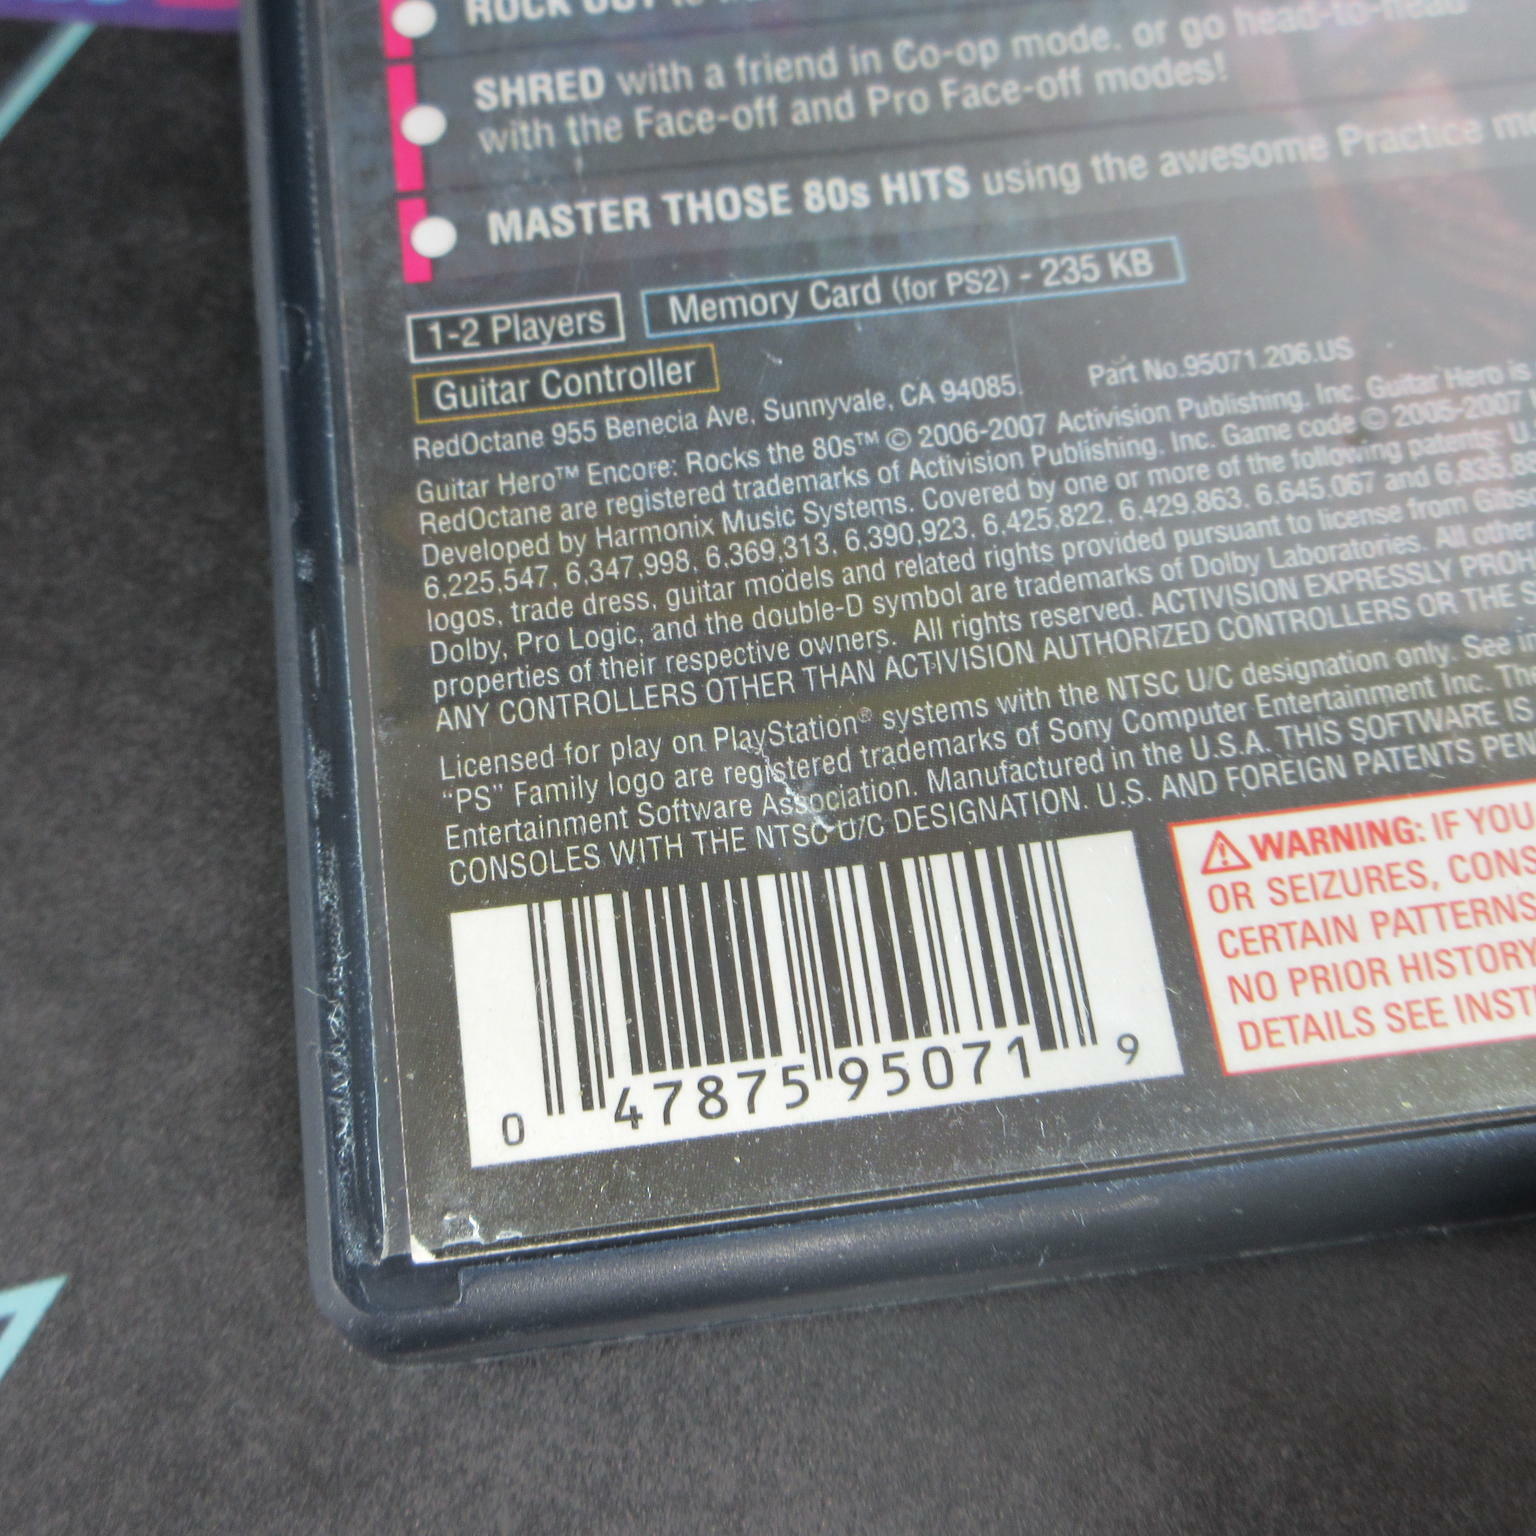 ROCK OUT
SHRED with a friend in Co-op mode, or go head-to-head
with the Face-off and Pro Face-off modes!
MASTER THOSE 80s HITS using the awesome Practice
1-2 Players
Memory Card (for PS2) - 235 KB
Guitar Controller
RedOctane 955 Benecia Ave, Sunnyvale, CA 94085. Part No.95071.206.US
Guitar Hero™ Encore: Rocks the 80s™ © 2006-2007 Activision Publishing, Inc. Guitar Hero is
RedOctane are registered trademarks of Activision Publishing, Inc. Game code © 2005-2007
Developed by Harmonix Music Systems. Covered by one or more of the following patents: U.
6,225,547, 6,347,998, 6,369,313, 6,390,923, 6,425,822, 6,429,863, 6,645,067 and 6,835,
logos, trade dress, guitar models and related rights provided pursuant to license from
Dolby, Pro Logic, and the double-D symbol are trademarks of Dolby Laboratories. All other
properties of their respective owners. All rights reserved. ACTIVISION EXPRESSLY
ANY CONTROLLERS OTHER THAN ACTIVISION AUTHORIZED CONTROLLERS OR THE
Licensed for play on PlayStation® systems with the NTSC U/C designation only. See
“PS” Family logo are registered trademarks of Sony Computer Entertainment Inc.
Entertainment Software Association. Manufactured in the U.S.A. THIS SOFTWARE IS
CONSOLES WITH THE NTSC U/C DESIGNATION. U.S. AND FOREIGN PATENTS
0 47875 95071 9
WARNING: IF YOU
OR SEIZURES, CONS
CERTAIN PATTERNS
NO PRIOR HISTORY
DETAILS SEE INST